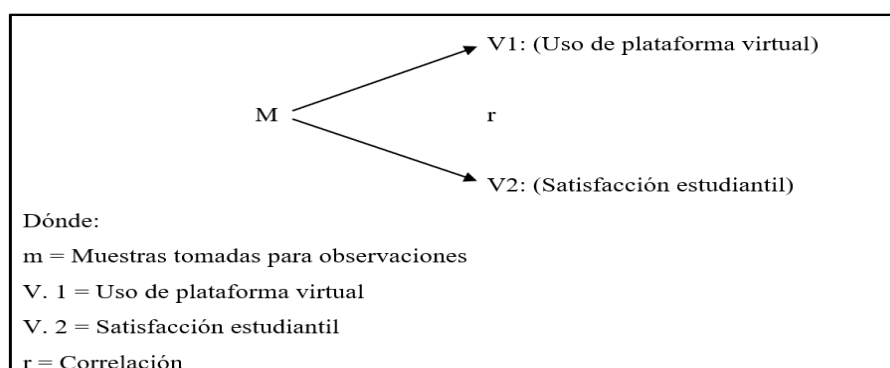 V1: (Uso de plataforma virtual)
M
r
V2: (Satisfacción estudiantil)
Dónde:
m = Muestras tomadas para observaciones
V. 1 = Uso de plataforma virtual
V. 2 = Satisfacción estudiantil
r = Correlación